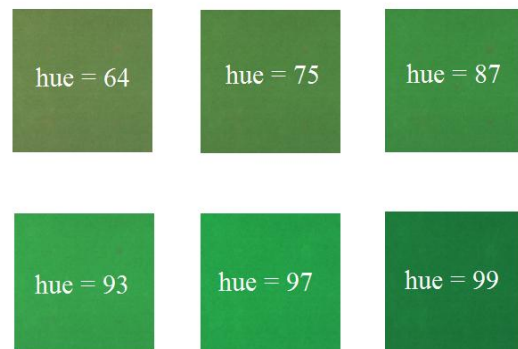 hue = 64
hue = 75
hue = 87
hue = 93
hue = 97
hue = 99